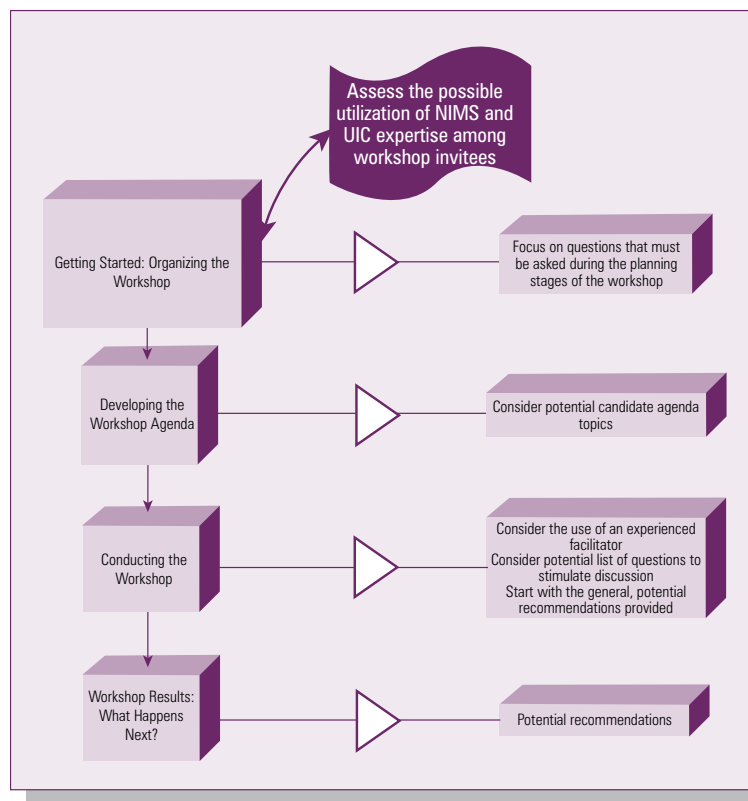 Assess the possible
utilization of NIMS and
UIC expertise among
workshop invitees
Getting Started: Organizing the
Workshop
Focus on questions that must
be asked during the planning
stages of the workshop
Developing the
Workshop Agenda
Consider potential candidate agenda
topics
Conducting the
Workshop
Consider the use of an experienced
facilitator
Consider potential list of questions to
stimulate discussion
Start with the general, potential
recommendations provided
Workshop Results:
What Happens
Next?
Potential recommendations